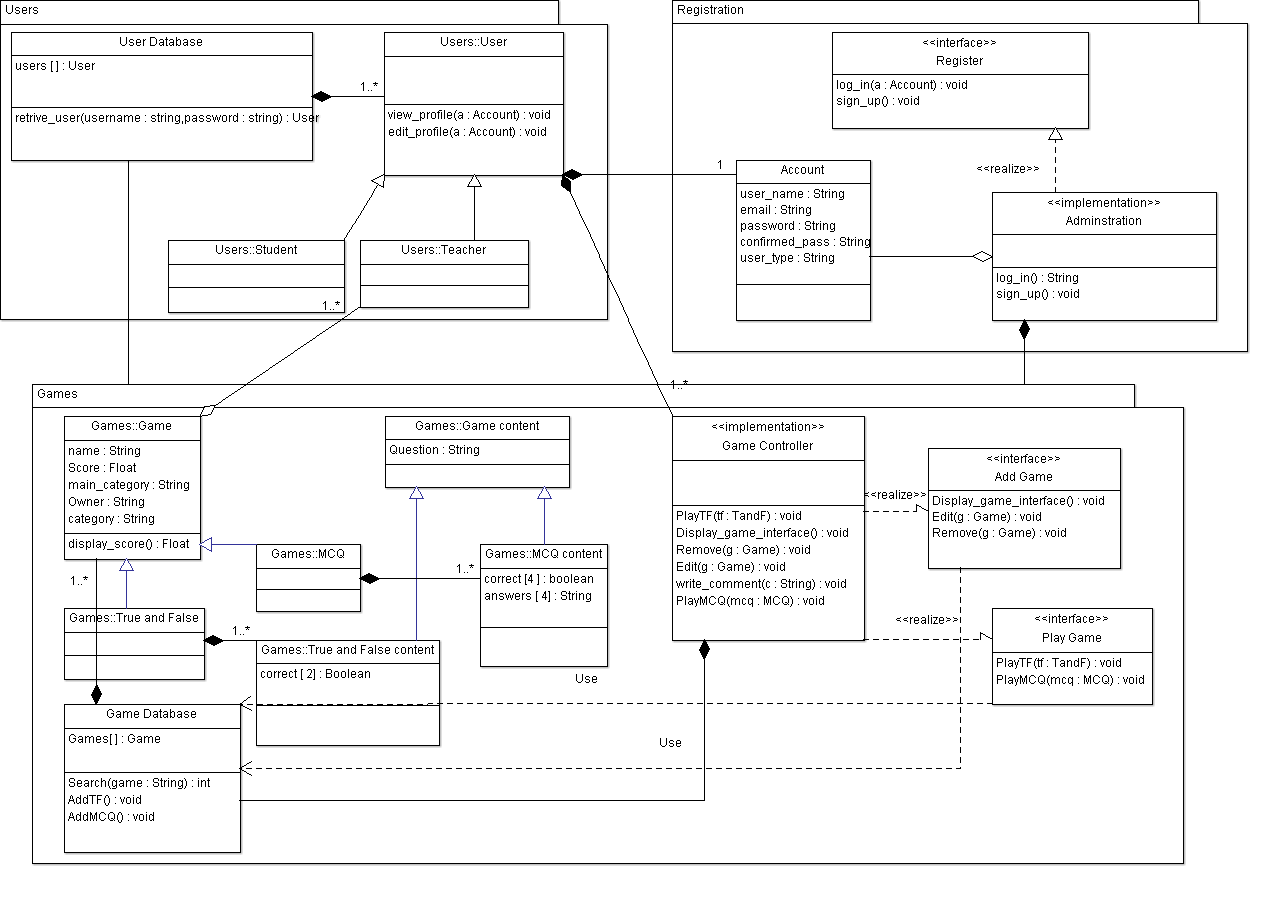 Users
User Database
users [ ] : User
retrive_user(username : string,password : string) : User
1..*
Users::User
view_profile(a : Account) : void
edit_profile(a : Account) : void
Users::Student
1..*
Users::Teacher
Registration
<<interface>>
Register
log_in(a : Account) : void
sign_up() : void
<<realize>>
1
Account
user_name : String
email : String
password : String
confirmed_pass : String
user_type : String
<<implementation>>
Adminstration
log_in() : String
sign_up() : void
1..*
Games
Games::Game
name : String
Score : Float
main_category : String
Owner : String
category : String
display_score() : Float
1..*
Games::Game content
Question : String
Games::MCQ
1..*
Games::MCQ content
correct [4 ] : boolean
answers [ 4] : String
Games::True and False
1..*
Games::True and False content
correct [ 2] : Boolean
Game Database
Games[ ] : Game
Search(game : String) : int
AddTF() : void
AddMCQ() : void
<<implementation>>
Game Controller
PlayTF(tf : TandF) : void
Display_game_interface() : void
Remove(g : Game) : void
Edit(g : Game) : void
write_comment(c : String) : void
PlayMCQ(mcq : MCQ) : void
<<realize>>
<<interface>>
Add Game
Display_game_interface() : void
Edit(g : Game) : void
Remove(g : Game) : void
<<realize>>
<<interface>>
Play Game
PlayTF(tf : TandF) : void
PlayMCQ(mcq : MCQ) : void
Use
Use